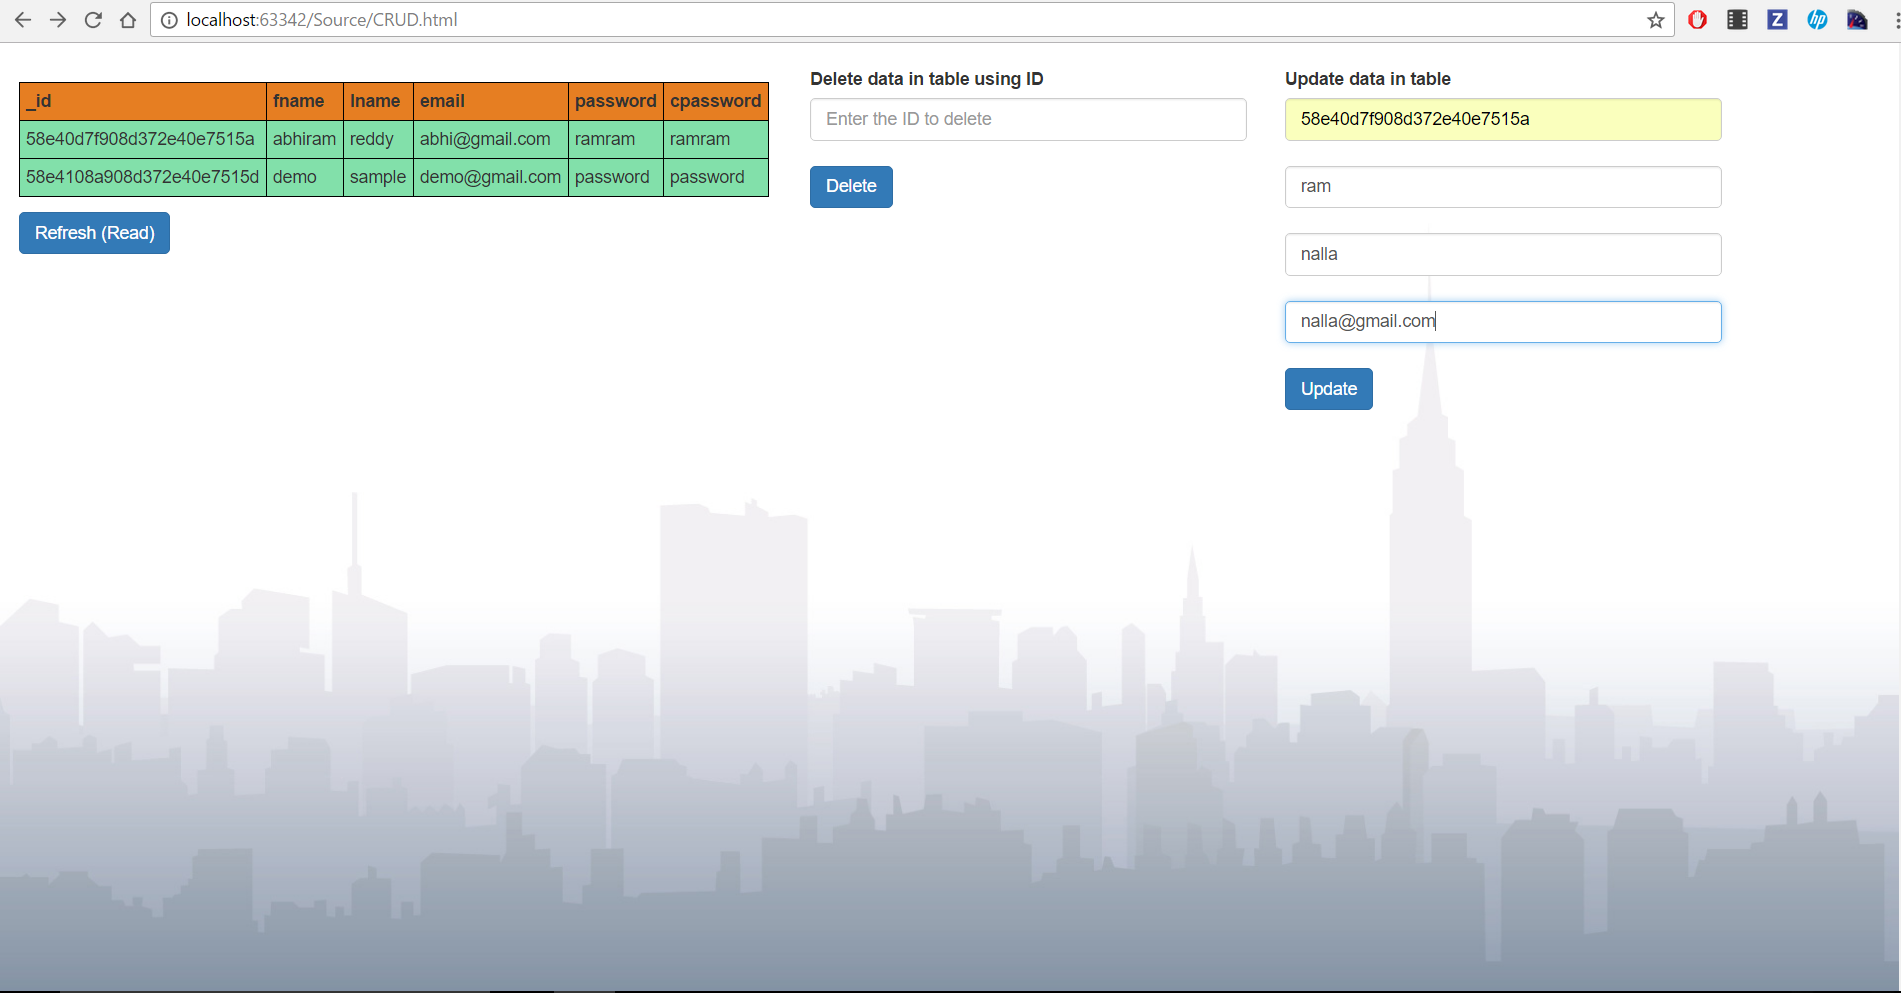 localhost:63342/Source/CRUD.html
_id fname lname email password cpassword
58e40d7f908d372e40e7515a abhiram reddy abhi@gmail.com ramram ramram
58e4108a908d372e40e7515d demo sample demo@gmail.com password password
Refresh (Read)
Delete data in table using ID
Enter the ID to delete
Delete
Update data in table
58e40d7f908d372e40e7515a
ram
nalla
nalla@gmail.com
Update
Z
hp